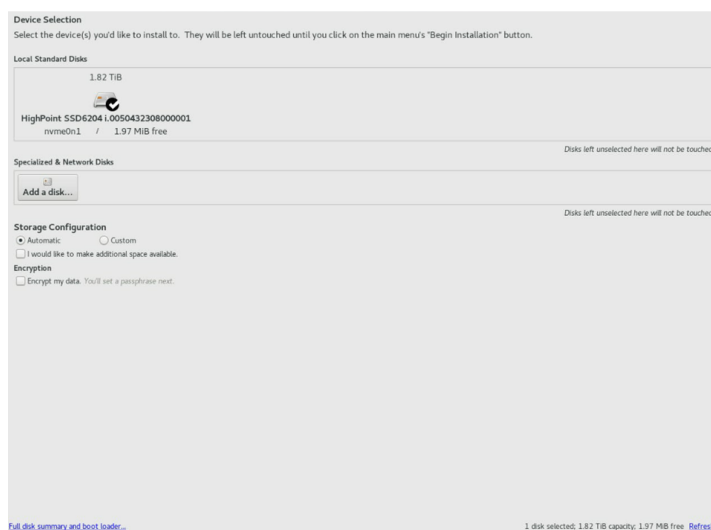 Device Selection
Select the device(s) you'd like to install to. They will be left untouched until you click on the main menu's "Begin Installation" button.
Local Standard Disks
1.82 TiB
HighPoint SSD6204 i.0050432308000001
nvme0n1 / 1.97 MiB free
Disks left unselected here will not be touched
Specialized & Network Disks
Add a disk...
Disks left unselected here will not be touched
Storage Configuration
Automatic Custom
I would like to make additional space available.
Encryption
Encrypt my data. You'll set a passphrase next.
Full disk summary and boot loader... 1 disk selected; 1.82 TiB capacity; 1.97 MiB free Refres